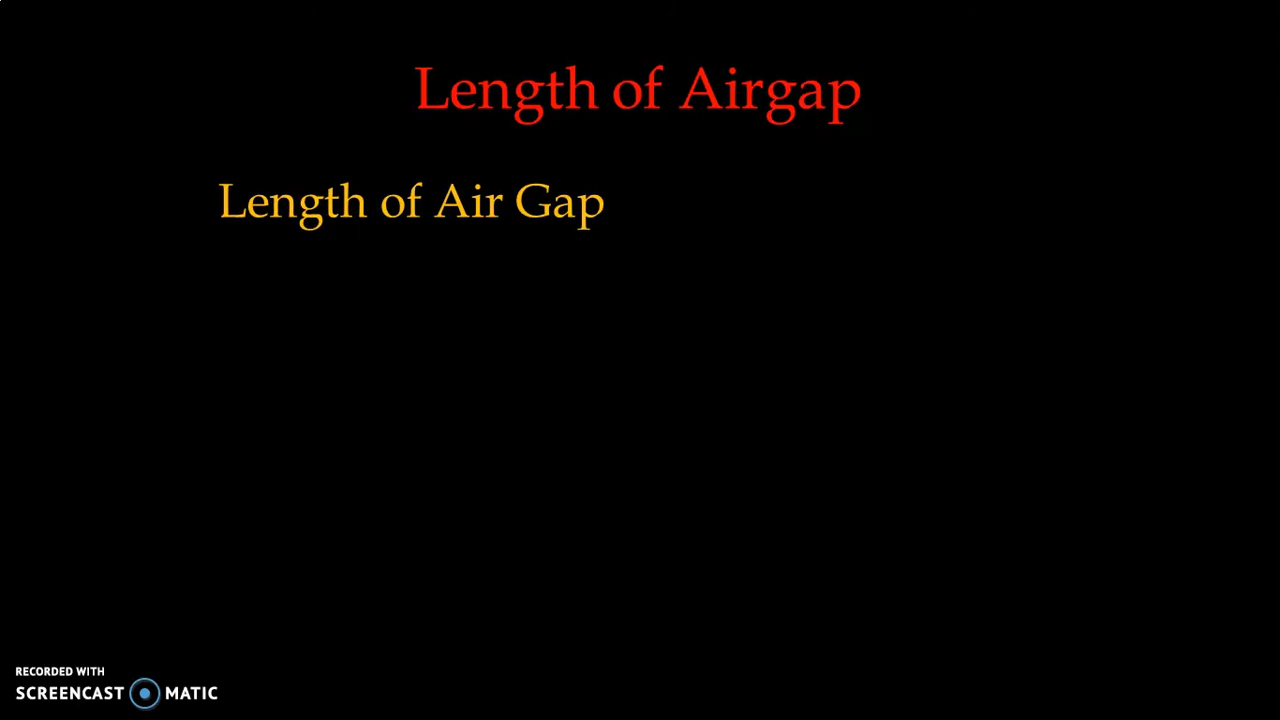 Length of Airgap
Length of Air Gap
RECORDED WITH
SCREENCAST MATIC